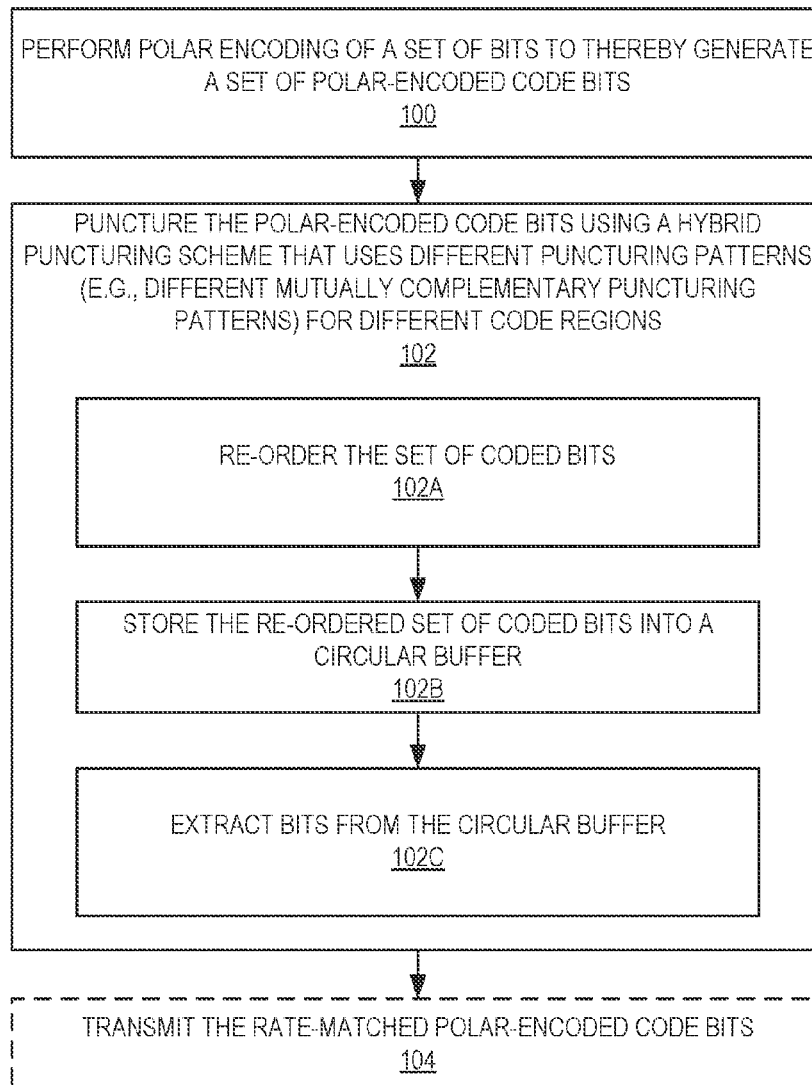 PERFORM POLAR ENCODING OF A SET OF BITS TO THEREBY GENERATE
A SET OF POLAR-ENCODED CODE BITS
100
PUNCTURE THE POLAR-ENCODED CODE BITS USING A HYBRID
PUNCTURING SCHEME THAT USES DIFFERENT PUNCTURING PATTERNS
(E.G., DIFFERENT MUTUALLY COMPLEMENTARY PUNCTURING
PATTERNS) FOR DIFFERENT CODE REGIONS
102
RE-ORDER THE SET OF CODED BITS
102A
STORE THE RE-ORDERED SET OF CODED BITS INTO A
CIRCULAR BUFFER
102B
EXTRACT BITS FROM THE CIRCULAR BUFFER
102C
TRANSMIT THE RATE-MATCHED POLAR-ENCODED CODE BITS
104